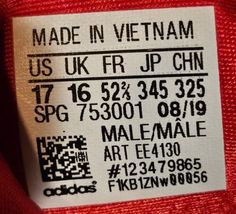 MADE IN VIETNAM
US UK FR JP CHN
17 16 52⅔ 345 325
SPG 753001 08/19
MALE/MÂLE
ART EE4130
#123479865
adidas F1KB1ZNw00056